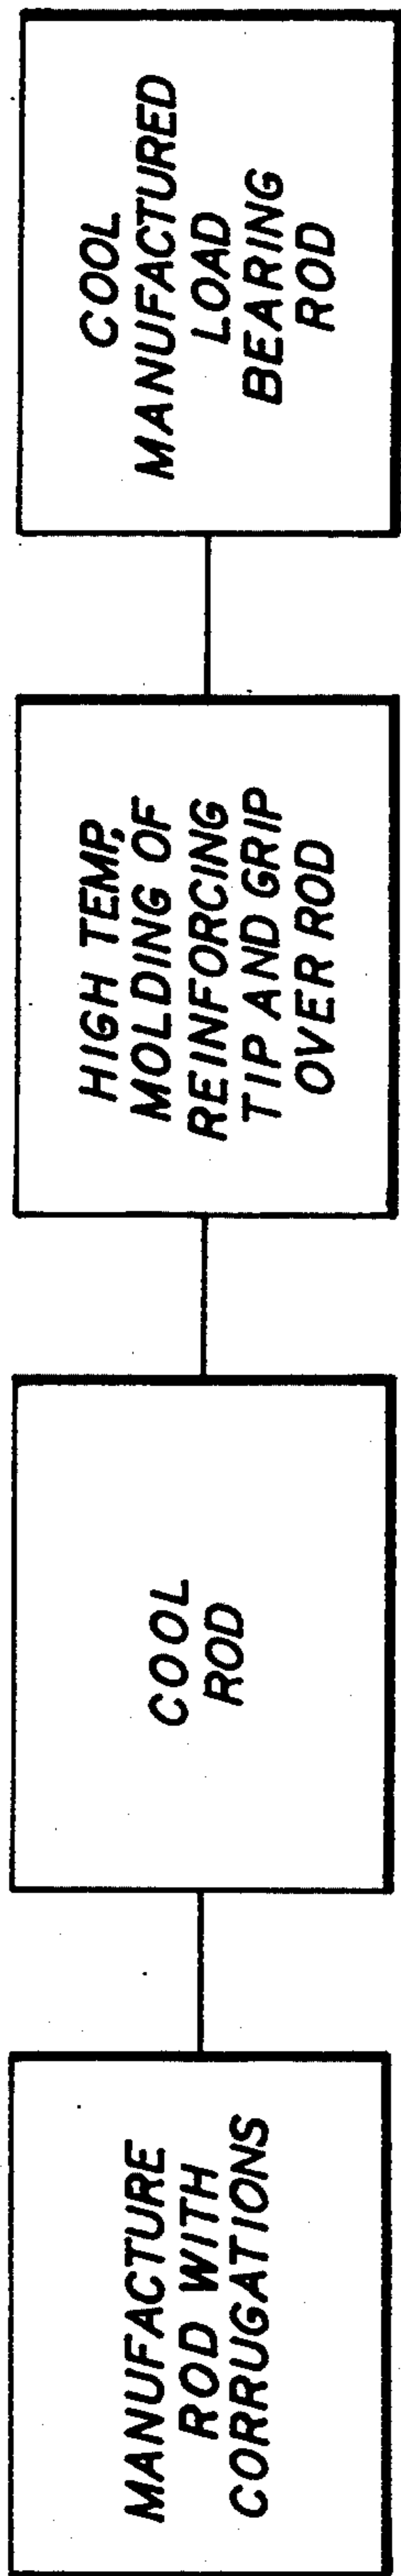 MANUFACTURE
ROD WITH
CORRUGATIONS
COOL
ROD
HIGH TEMP,
MOLDING OF
REINFORCING
TIP AND GRIP
OVER ROD
COOL
MANUFACTURED
LOAD
BEARING
ROD